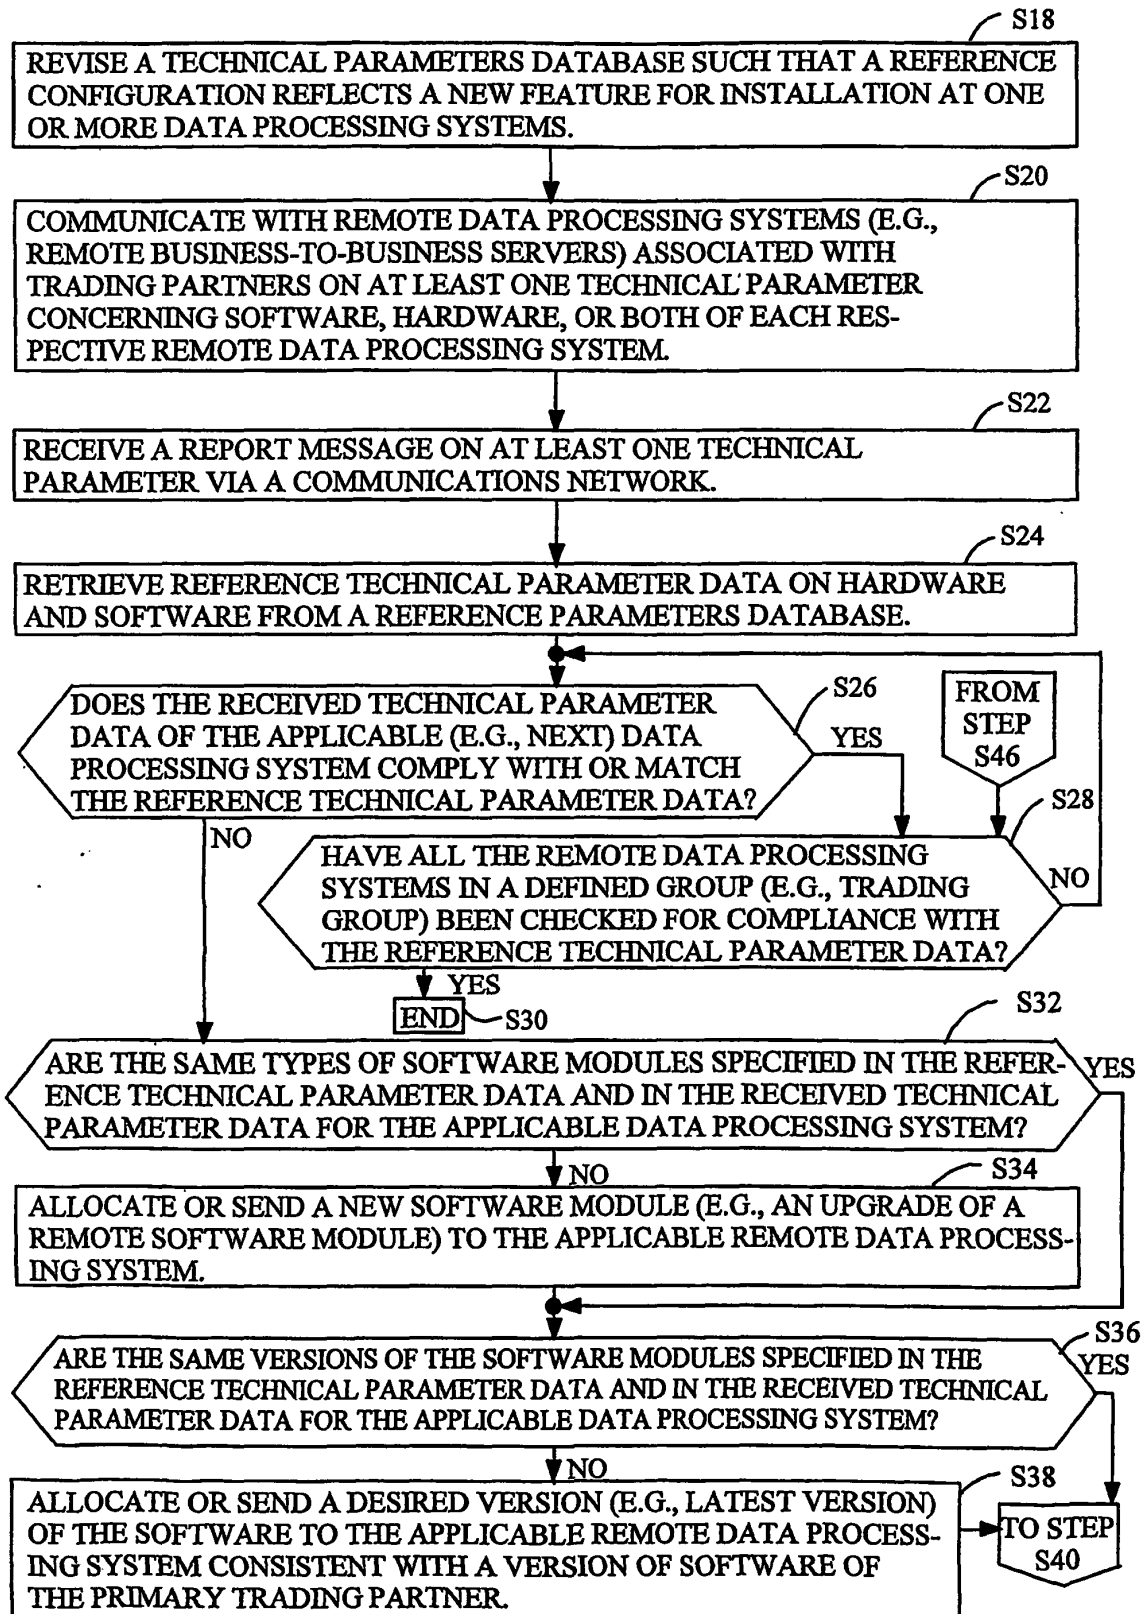 S18
REVISE A TECHNICAL PARAMETERS DATABASE SUCH THAT A REFERENCE
CONFIGURATION REFLECTS A NEW FEATURE FOR INSTALLATION AT ONE
OR MORE DATA PROCESSING SYSTEMS.
S20
COMMUNICATE WITH REMOTE DATA PROCESSING SYSTEMS (E.G.,
REMOTE BUSINESS-TO-BUSINESS SERVERS) ASSOCIATED WITH
TRADING PARTNERS ON AT LEAST ONE TECHNICAL PARAMETER
CONCERNING SOFTWARE, HARDWARE, OR BOTH OF EACH RES-
PECTIVE REMOTE DATA PROCESSING SYSTEM.
S22
RECEIVE A REPORT MESSAGE ON AT LEAST ONE TECHNICAL
PARAMETER VIA A COMMUNICATIONS NETWORK.
S24
RETRIEVE REFERENCE TECHNICAL PARAMETER DATA ON HARDWARE
AND SOFTWARE FROM A REFERENCE PARAMETERS DATABASE.
S26
DOES THE RECEIVED TECHNICAL PARAMETER
DATA OF THE APPLICABLE (E.G., NEXT) DATA
PROCESSING SYSTEM COMPLY WITH OR MATCH
THE REFERENCE TECHNICAL PARAMETER DATA?
YES
FROM
STEP
S46
NO
S28
HAVE ALL THE REMOTE DATA PROCESSING
SYSTEMS IN A DEFINED GROUP (E.G., TRADING
GROUP) BEEN CHECKED FOR COMPLIANCE WITH
THE REFERENCE TECHNICAL PARAMETER DATA?
NO
YES
END
S30
S32
ARE THE SAME TYPES OF SOFTWARE MODULES SPECIFIED IN THE REFER-
ENCE TECHNICAL PARAMETER DATA AND IN THE RECEIVED TECHNICAL
PARAMETER DATA FOR THE APPLICABLE DATA PROCESSING SYSTEM?
YES
NO
S34
ALLOCATE OR SEND A NEW SOFTWARE MODULE (E.G., AN UPGRADE OF A
REMOTE SOFTWARE MODULE) TO THE APPLICABLE REMOTE DATA PROCESS-
ING SYSTEM.
S36
ARE THE SAME VERSIONS OF THE SOFTWARE MODULES SPECIFIED IN THE
REFERENCE TECHNICAL PARAMETER DATA AND IN THE RECEIVED TECHNICAL
PARAMETER DATA FOR THE APPLICABLE DATA PROCESSING SYSTEM?
YES
NO
S38
ALLOCATE OR SEND A DESIRED VERSION (E.G., LATEST VERSION)
OF THE SOFTWARE TO THE APPLICABLE REMOTE DATA PROCESS-
ING SYSTEM CONSISTENT WITH A VERSION OF SOFTWARE OF
THE PRIMARY TRADING PARTNER.
TO STEP
S40